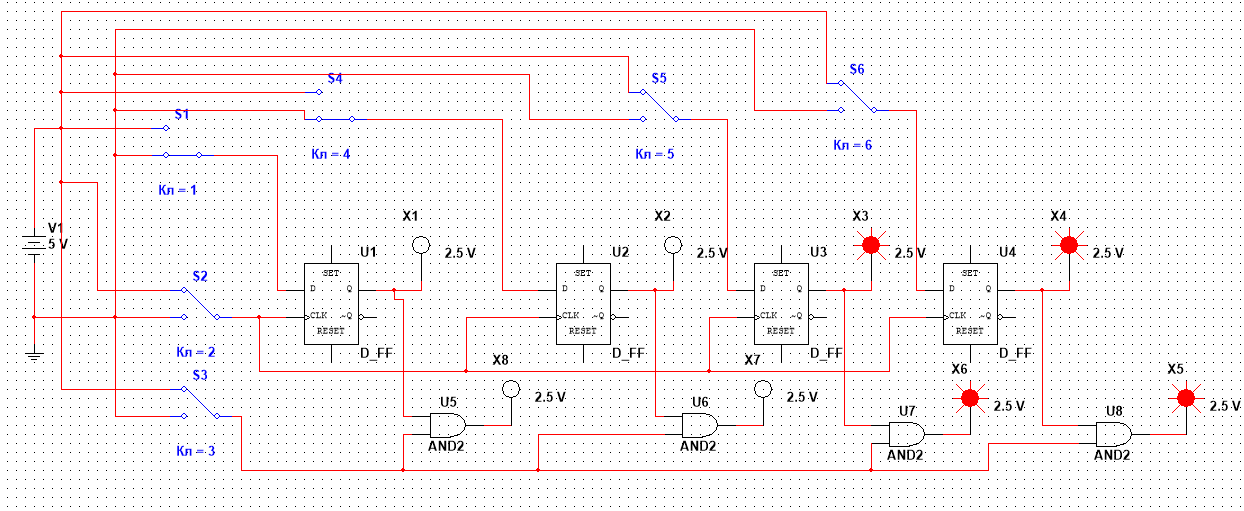 S6
S5
S4
S1
Кл = 6
Кл = 4
Кл = 5
Кл = 1
X1
X2
X3
X4
V1
5 V
U1
2.5 V
U2
2.5 V
U3
2.5 V
U4
2.5 V
S2
SET
D Q
CLK ~Q
RESET
D_FF
SET
D Q
CLK ~Q
RESET
D_FF
SET
D Q
CLK ~Q
RESET
D_FF
SET
D Q
CLK ~Q
RESET
D_FF
Кл = 2
S3
X8
2.5 V
X7
2.5 V
X6
2.5 V
X5
2.5 V
U5
AND2
U6
AND2
U7
AND2
U8
AND2
Кл = 3